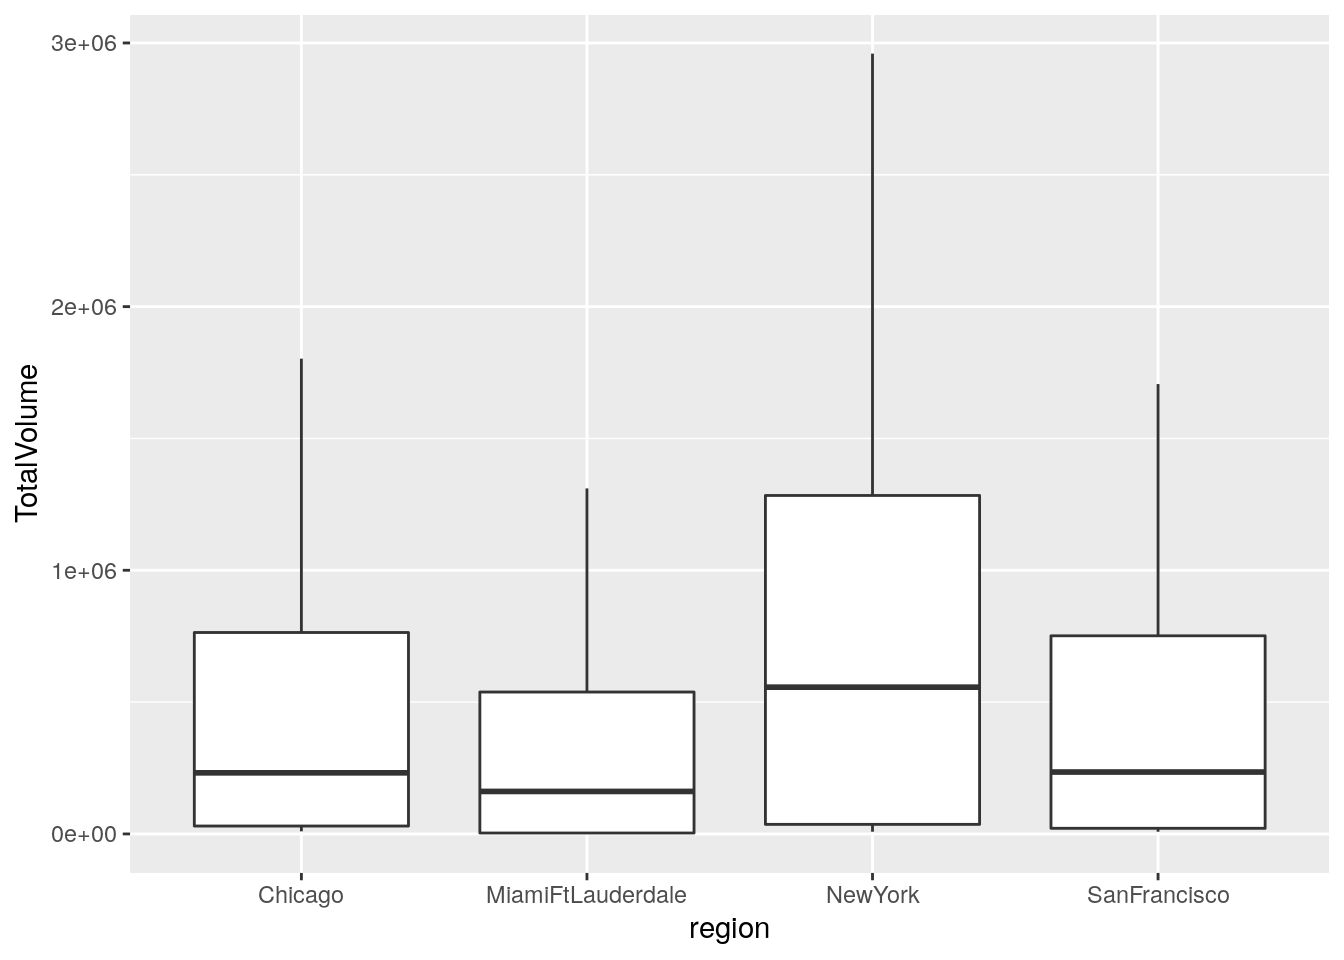 3e+06
2e+06
1e+06
0e+00
TotalVolume
Chicago MiamiFtLauderdale NewYork SanFrancisco
region